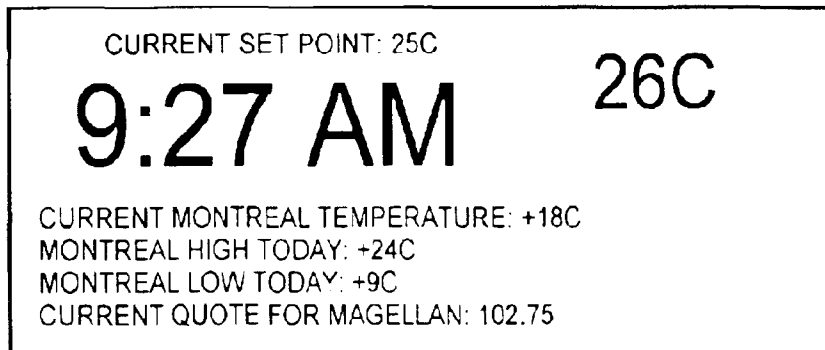 CURRENT SET POINT: 25C
26C
9:27 AM
CURRENT MONTREAL TEMPERATURE: +18C
MONTREAL HIGH TODAY: +24C
MONTREAL LOW TODAY: +9C
CURRENT QUOTE FOR MAGELLAN: 102.75